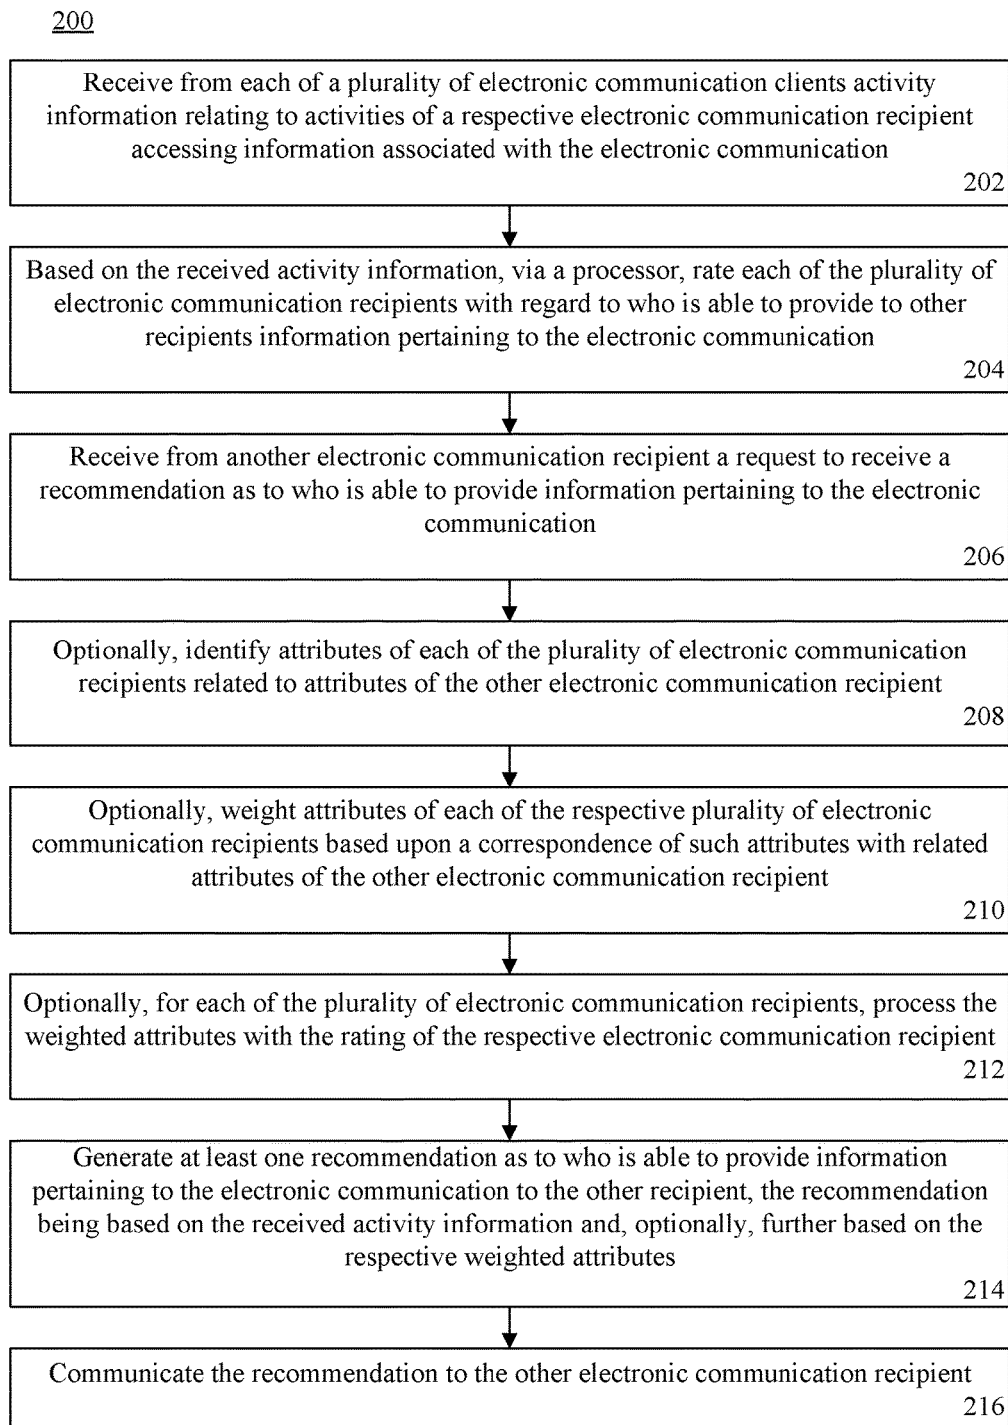 200
Receive from each of a plurality of electronic communication clients activity
information relating to activities of a respective electronic communication recipient
accessing information associated with the electronic communication
202
Based on the received activity information, via a processor, rate each of the plurality of
electronic communication recipients with regard to who is able to provide to other
recipients information pertaining to the electronic communication
204
Receive from another electronic communication recipient a request to receive a
recommendation as to who is able to provide information pertaining to the electronic
communication
206
Optionally, identify attributes of each of the plurality of electronic communication
recipients related to attributes of the other electronic communication recipient
208
Optionally, weight attributes of each of the respective plurality of electronic
communication recipients based upon a correspondence of such attributes with related
attributes of the other electronic communication recipient
210
Optionally, for each of the plurality of electronic communication recipients, process the
weighted attributes with the rating of the respective electronic communication recipient
212
Generate at least one recommendation as to who is able to provide information
pertaining to the electronic communication to the other recipient, the recommendation
being based on the received activity information and, optionally, further based on the
respective weighted attributes
214
Communicate the recommendation to the other electronic communication recipient
216